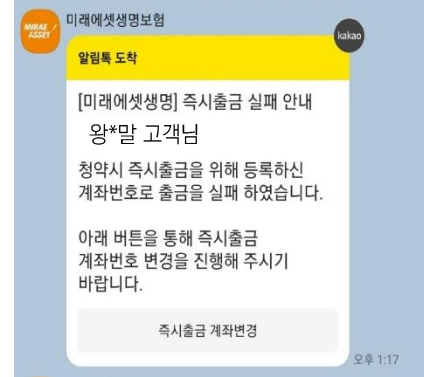 MIRAE
ASSET
미래에셋생명보험
kakao
알림톡 도착
[미래에셋생명] 즉시출금 실패 안내
왕*말 고객님
청약시 즉시출금을 위해 등록하신
계좌번호로 출금을 실패 하였습니다.
아래 버튼을 통해 즉시출금
계좌번호 변경을 진행해 주시기
바랍니다.
즉시출금 계좌변경
오후 1:17